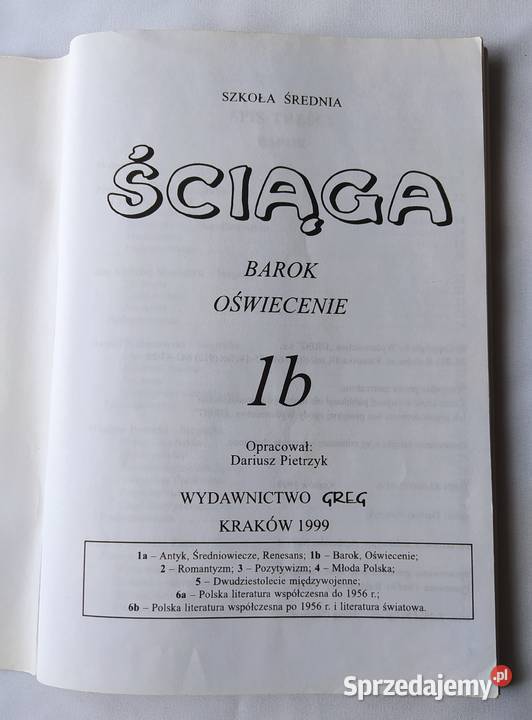 SZKOŁA ŚREDNIA
ŚCIĄGA
BAROK
OŚWIECENIE
1b
Opracował:
Dariusz Pietrzyk
WYDAWNICTWO GREG
KRAKÓW 1999
1a – Antyk, Średniowiecze, Renesans; 1b – Barok, Oświecenie;
2 – Romantyzm; 3 – Pozytywizm; 4 – Młoda Polska;
5 – Dwudziestolecie międzywojenne;
6a – Polska literatura współczesna do 1956 r.;
6b – Polska literatura współczesna po 1956 r. i literatura światowa.
Sprzedajemy.pl